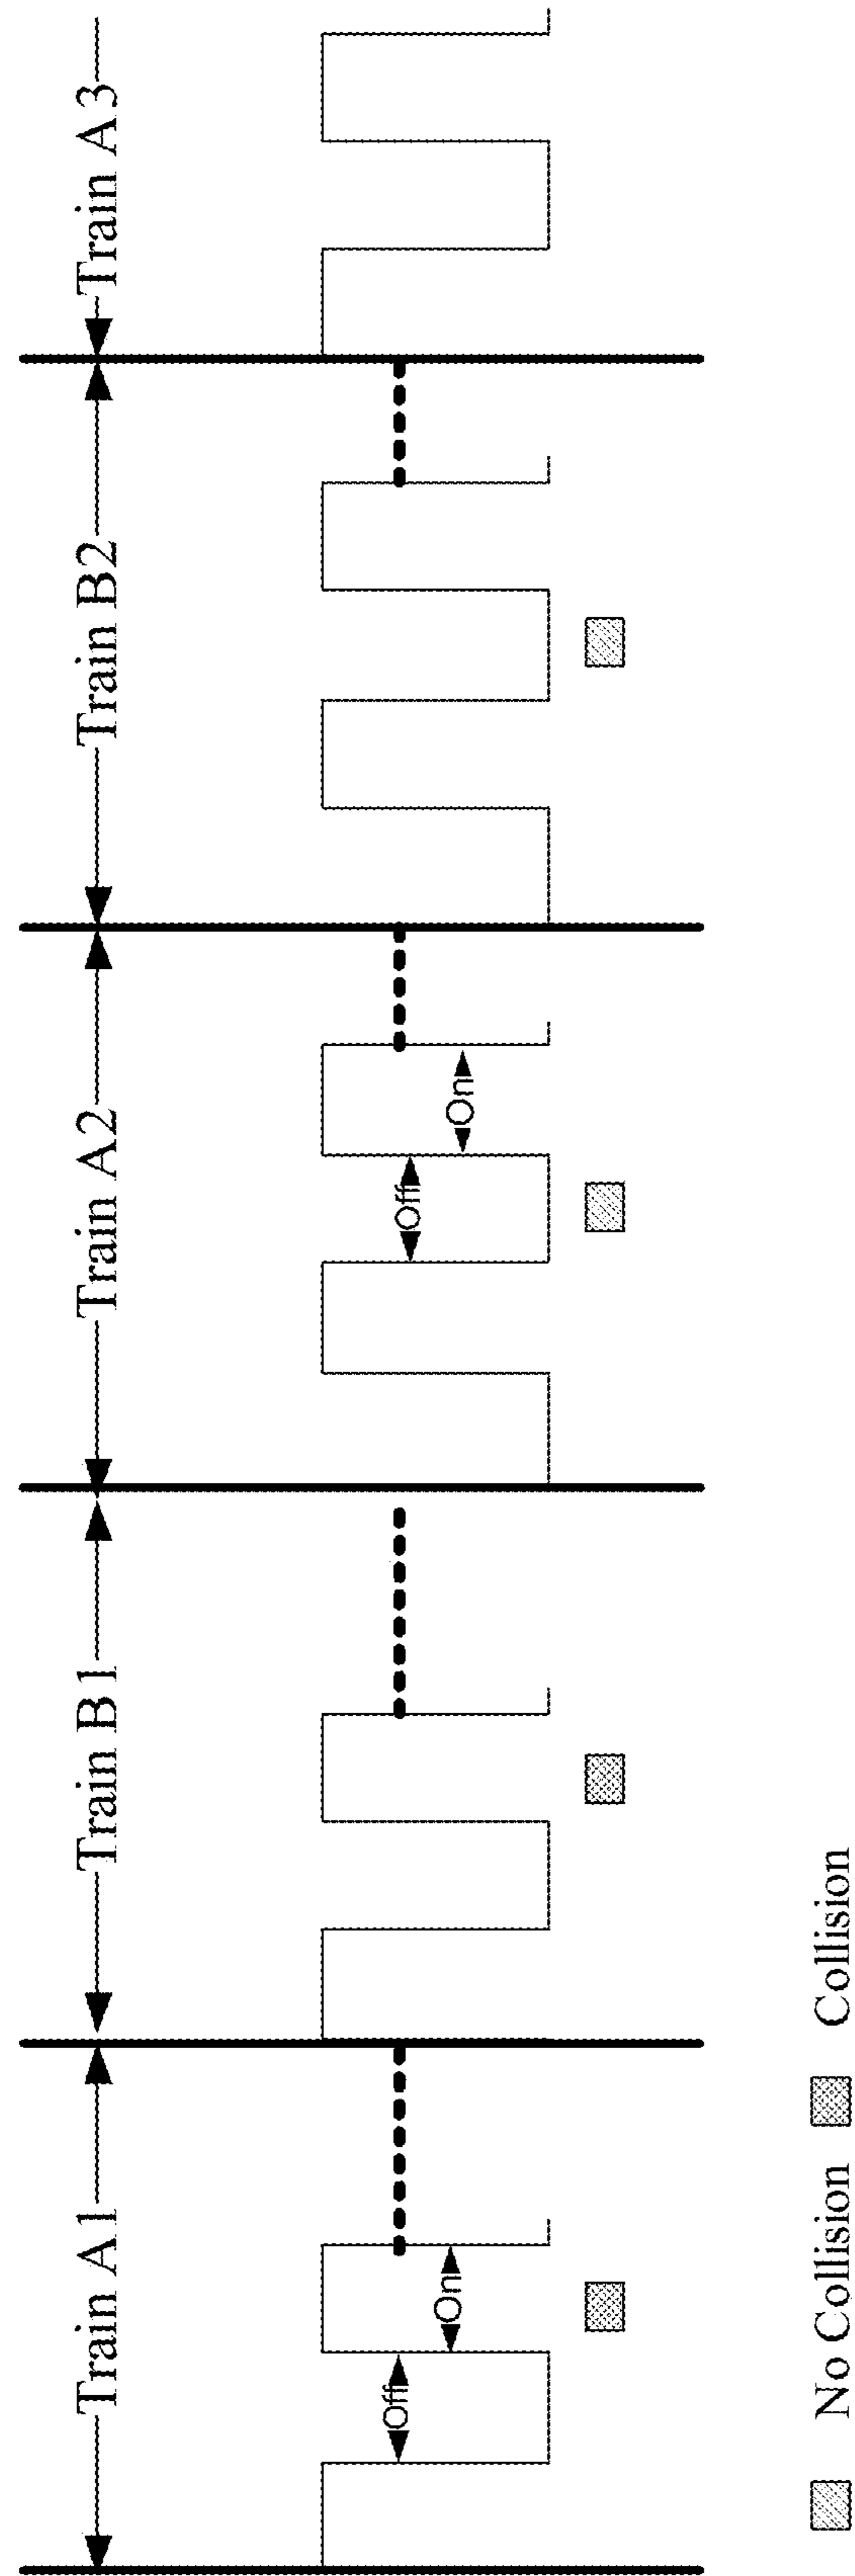 Train A1
Train B1
Train A2
Train B2
Train A3
Off
On
Off
On
No Collision
Collision